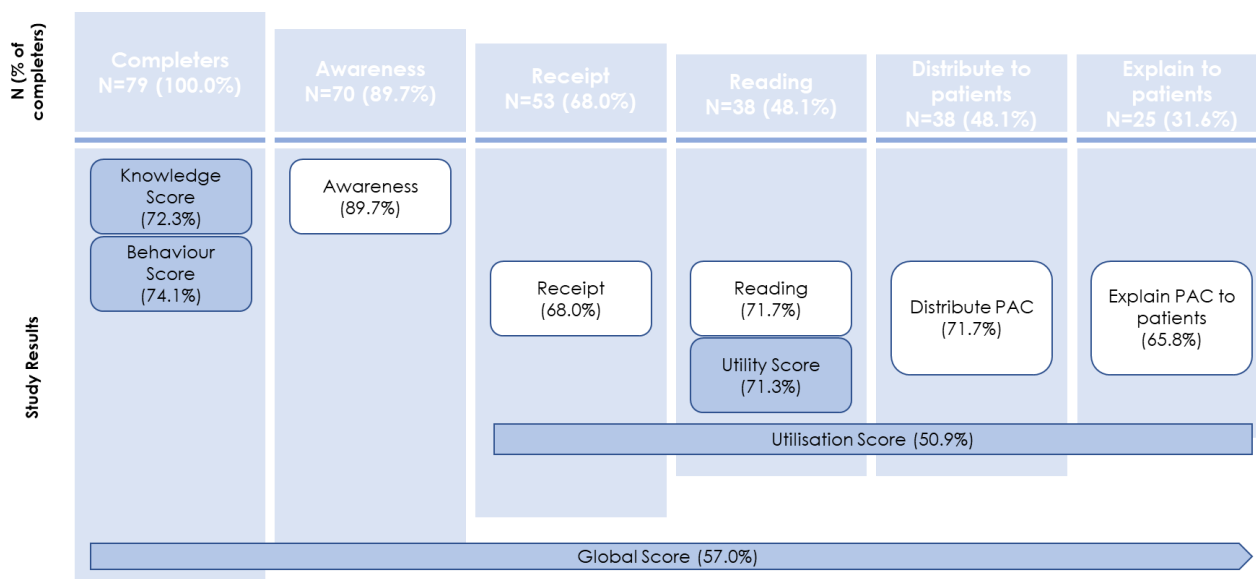 N (% of
completers)
Completers
N=79 (100.0%)
Awareness
N=70 (89.7%)
Receipt
N=53 (68.0%)
Reading
N=38 (48.1%)
Distribute to
patients
N=38 (48.1%)
Explain to
patients
N=25 (31.6%)
Study Results
Knowledge
Score
(72.3%)
Behaviour
Score
(74.1%)
Awareness
(89.7%)
Receipt
(68.0%)
Reading
(71.7%)
Utility Score
(71.3%)
Distribute PAC
(71.7%)
Explain PAC to
patients
(65.8%)
Utilisation Score (50.9%)
Global Score (57.0%)